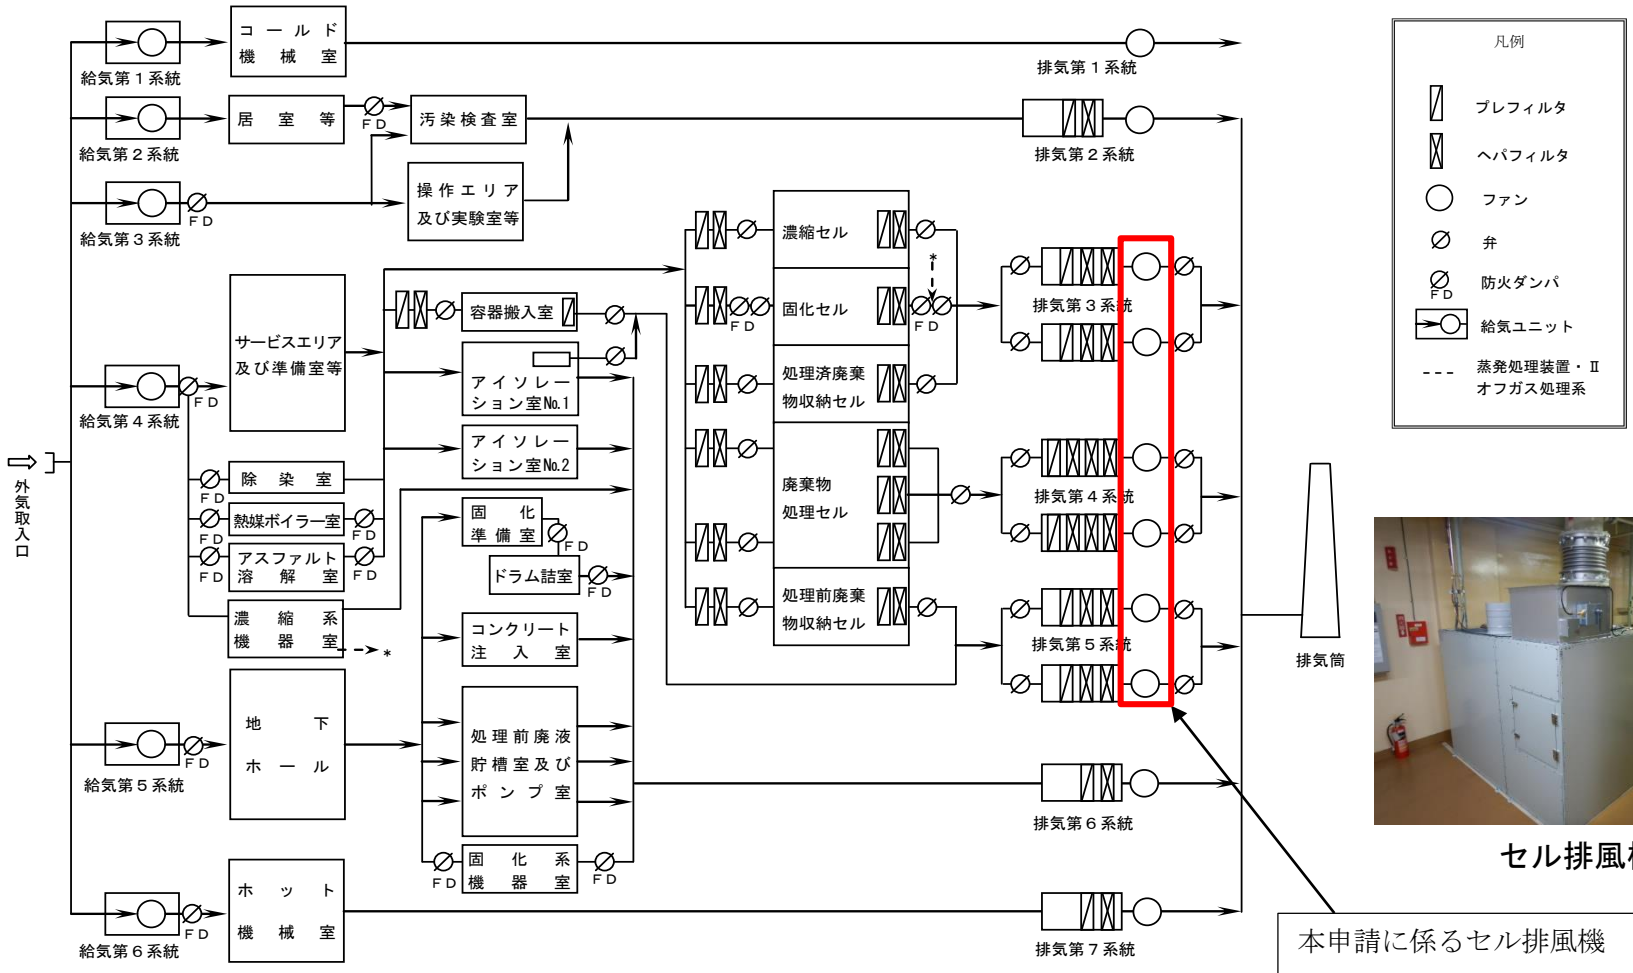 コールド
機械室
給気第1系統
排気第1系統
居室等
FD
汚染検査室
給気第2系統
排気第2系統
操作エリア
及び実験室等
FD
給気第3系統
濃縮セル
*
固化セル
FD
FD
排気第3系統
容器搬入室
サービスエリア
及び準備室等
アイソレー
ション室No.1
処理済廃棄
物収納セル
FD
給気第4系統
アイソレー
ション室No.2
廃棄物
処理セル
排気第4系統
外気取入口
除染室
FD
熱媒ボイラー室
FD
FD
アスファルト
溶解室
FD
FD
固化
準備室
FD
ドラム詰室
FD
濃縮系
機器室
*
コンクリート
注入室
処理前廃棄
物収納セル
排気第5系統
排気筒
地下
ホール
FD
給気第5系統
処理前廃液
貯槽室及び
ポンプ室
排気第6系統
FD
固化系
機器室
FD
ホット
機械室
FD
給気第6系統
排気第7系統
凡例
プレフィルタ
ヘパフィルタ
ファン
弁
FD
防火ダンパ
給気ユニット
蒸発処理装置・Ⅱ
オフガス処理系
セル排風機
本申請に係るセル排風機